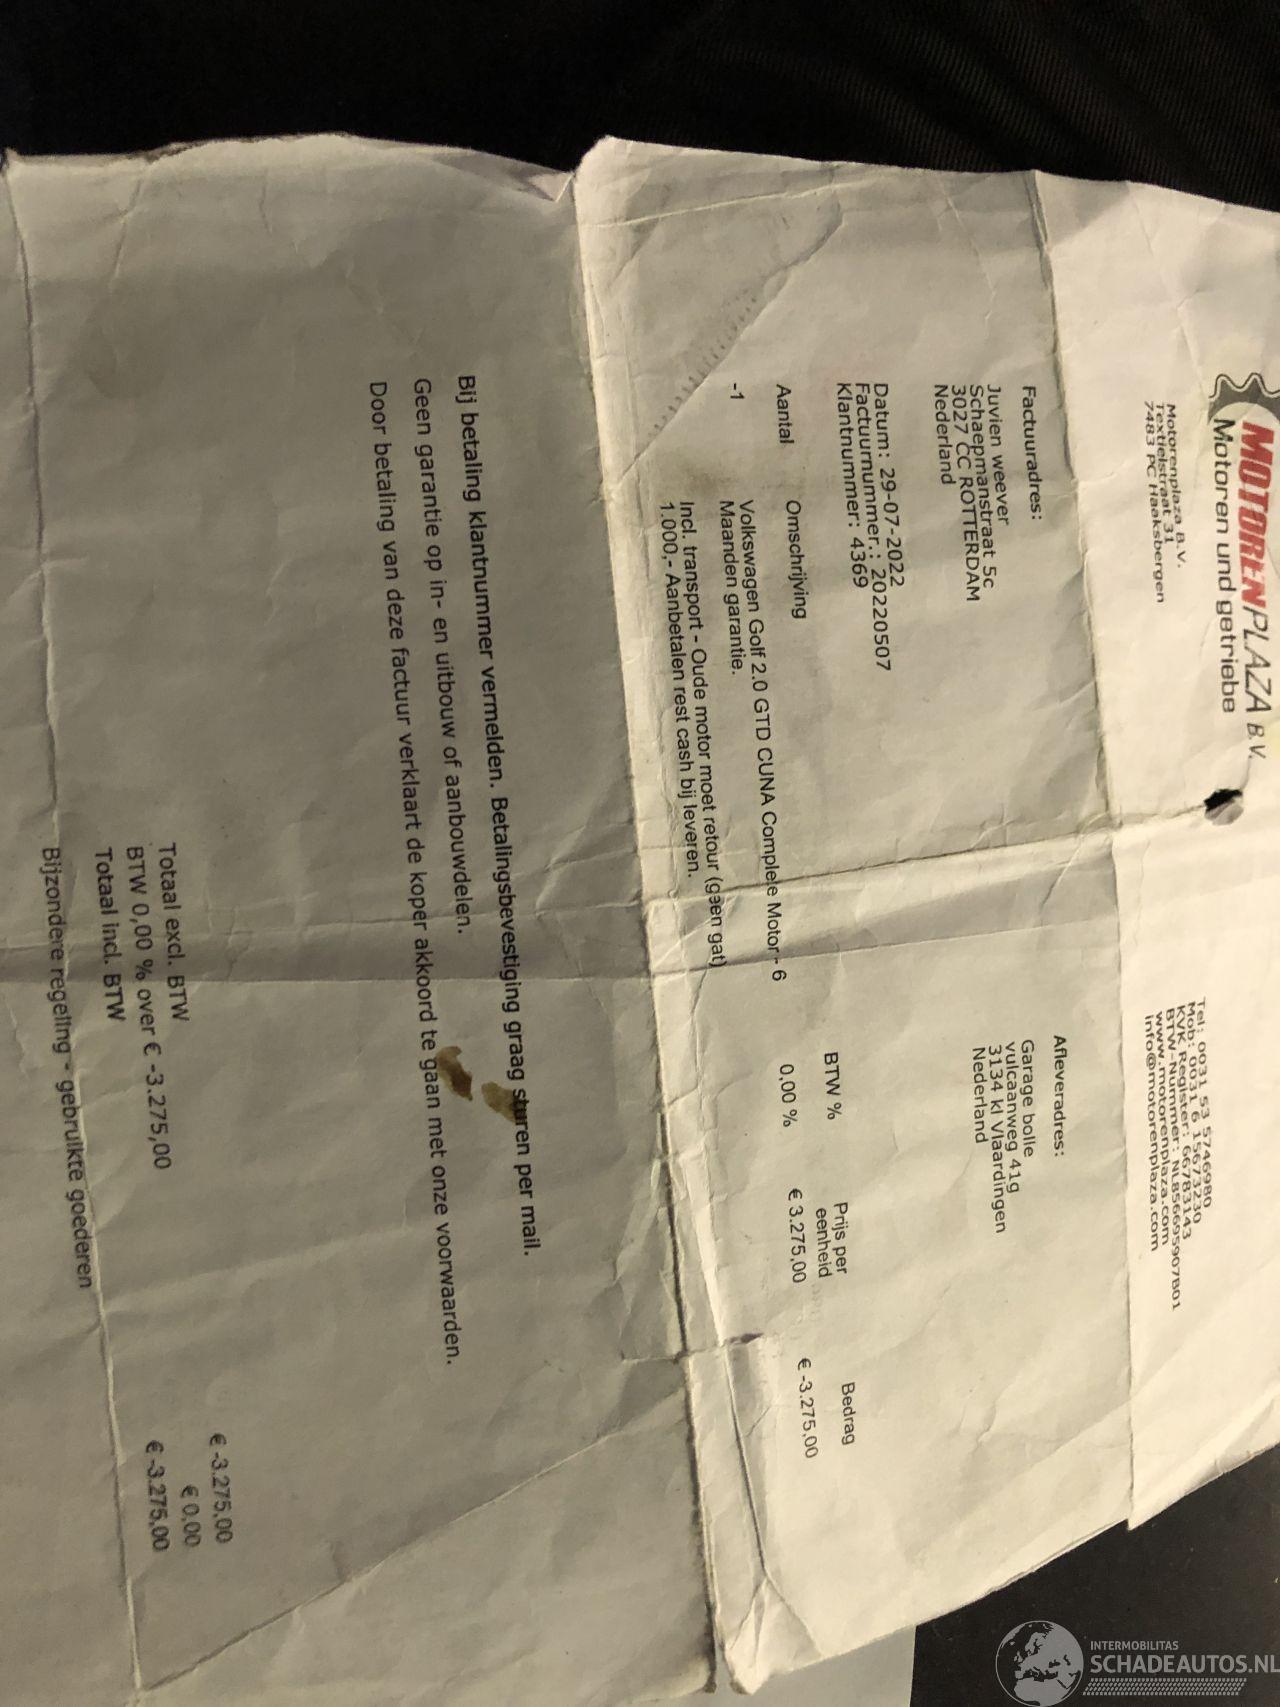 MOTORENPLAZA B.V.
Motoren und getriebe
Motorenplaza B.V.
Textielstraat 31
7483 PC Haaksbergen
Tel: 0031 53 5746980
Mob: 0031 6 15673230
KVK Register: 66783143
BTW-Nummer: NL856695907B01
www.motorenplaza.com
info@motorenplaza.com
Factuuradres:
Juvien weever
Schaepmanstraat 5c
3027 CC ROTTERDAM
Nederland
Afleveradres:
Garage bolle
vulcaanweg 41g
3134 kl Vlaardingen
Nederland
Datum: 29-07-2022
Factuurnummer.: 20220507
Klantnummer: 4369
Aantal Omschrijving BTW % Prijs per eenheid Bedrag
-1 Volkswagen Golf 2.0 GTD CUNA Complete Motor - 6 0,00 % € 3.275,00 € -3.275,00
Maanden garantie.
Incl. transport - Oude motor moet retour (geen gat)
1.000,- Aanbetalen rest cash bij leveren.
Bij betaling klantnummer vermelden. Betalingsbevestiging graag sturen per mail.
Geen garantie op in- en uitbouw of aanbouwdelen.
Door betaling van deze factuur verklaart de koper akkoord te gaan met onze voorwaarden.
Totaal excl. BTW € -3.275,00
BTW 0,00 % over € -3.275,00 € 0,00
Totaal incl. BTW € -3.275,00
Bijzondere regeling - gebruikte goederen
INTERMOBILITAS
SCHADEAUTOS.NL